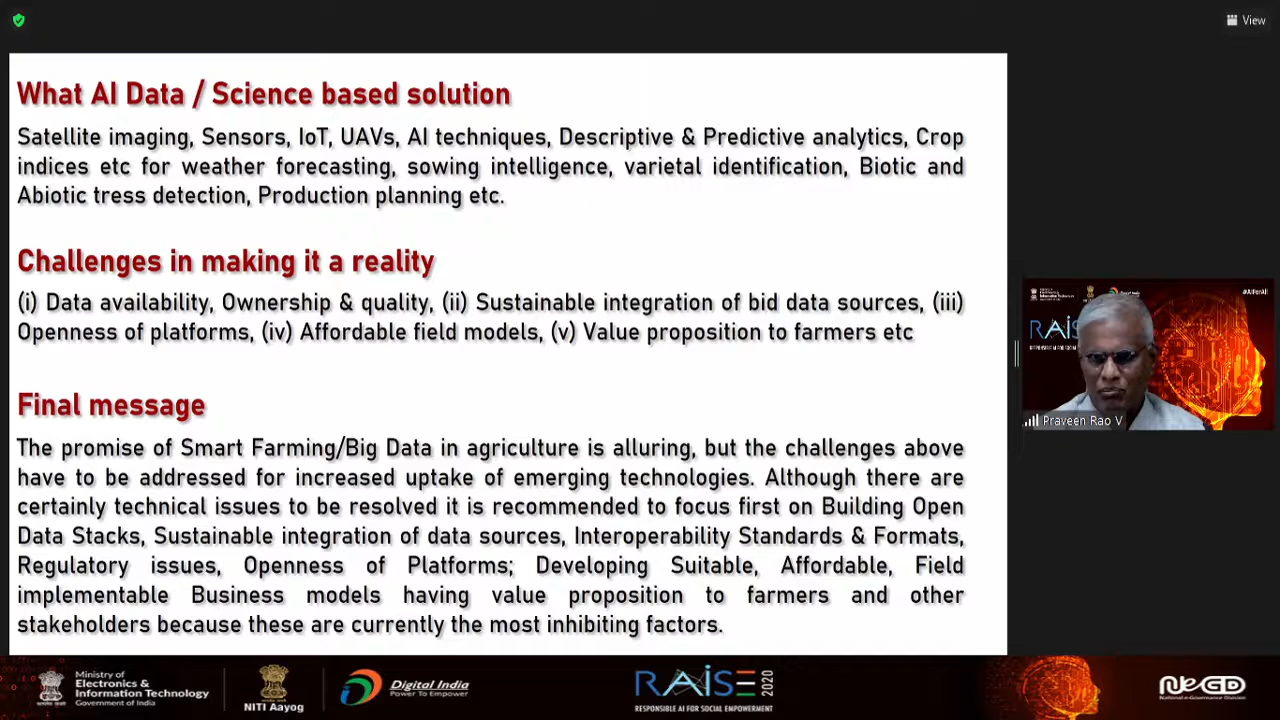 View
What AI Data / Science based solution
Satellite imaging, Sensors, IoT, UAVs, AI techniques, Descriptive & Predictive analytics, Crop
indices etc for weather forecasting, sowing intelligence, varietal identification, Biotic and
Abiotic tress detection, Production planning etc.
Challenges in making it a reality
(i) Data availability, Ownership & quality, (ii) Sustainable integration of bid data sources, (iii)
Openness of platforms, (iv) Affordable field models, (v) Value proposition to farmers etc
Final message
The promise of Smart Farming/Big Data in agriculture is alluring, but the challenges above
have to be addressed for increased uptake of emerging technologies. Although there are
certainly technical issues to be resolved it is recommended to focus first on Building Open
Data Stacks, Sustainable integration of data sources, Interoperability Standards & Formats,
Regulatory issues, Openness of Platforms; Developing Suitable, Affordable, Field
implementable Business models having value proposition to farmers and other
stakeholders because these are currently the most inhibiting factors.
#AIForAll
RAIS
Praveen Rao V
Ministry of
Electronics &
Information Technology
Government of India
NITI Aayog
Digital India
Power To Empower
RAISE 2020
RESPONSIBLE AI FOR SOCIAL EMPOWERMENT
NeGD
National e-Governance Division